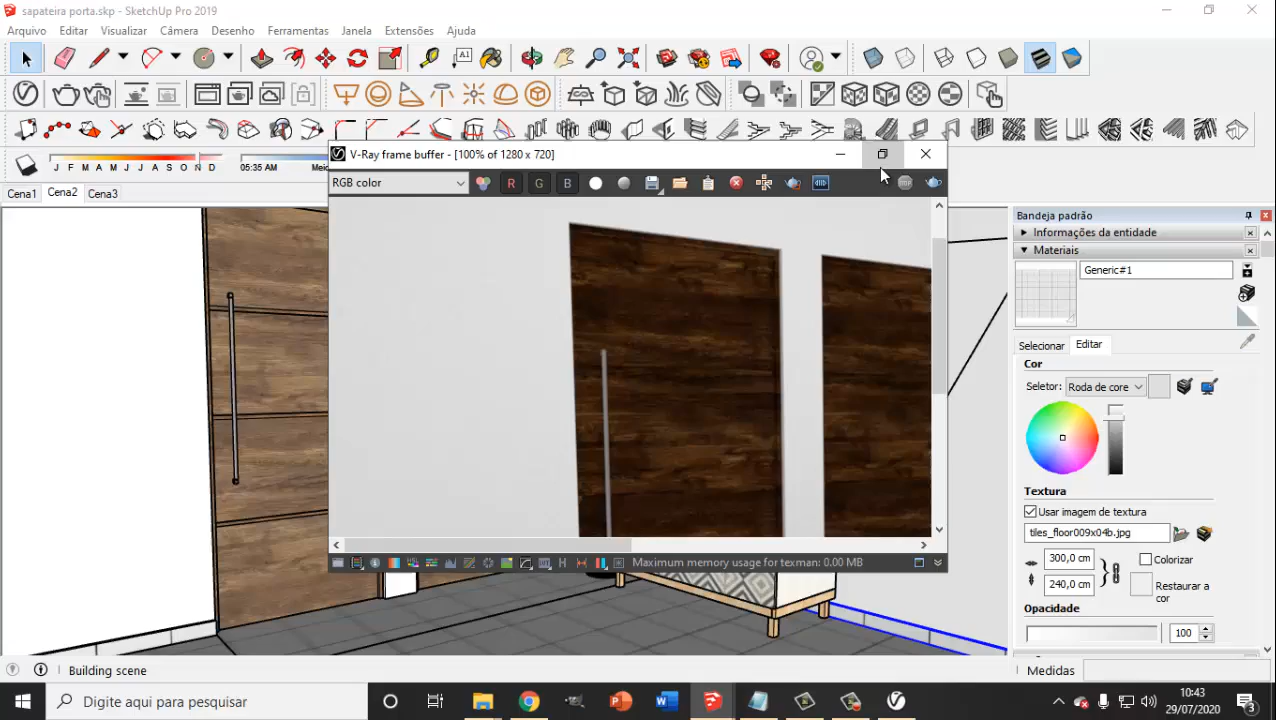 sapateira porta.skp - SketchUp Pro 2019
Arquivo Editar Visualizar Câmera Desenho Ferramentas Janela Extensões Ajuda
A1
J F M A M J J A S O N D 05:35 AM
Cena1 Cena2 Cena3
V-Ray frame buffer - [100% of 1280 x 720]
RGB color
R G B
STOP
Maximum memory usage for texman: 0.00 MB
Bandeja padrão
Informações da entidade
Materiais
Generic#1
Selecionar Editar
Cor
Seletor: Roda de core
Textura
Usar imagem de textura
tiles_floor009x04b.jpg
300,0 cm
Colorizar
240,0 cm
Restaurar a cor
Opacidade
100
Building scene
Medidas
Digite aqui para pesquisar
10:43
29/07/2020
3